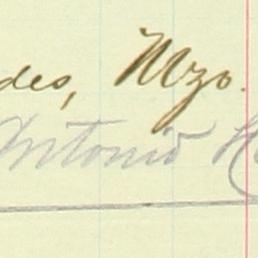 des, Mzo.
Antonio H